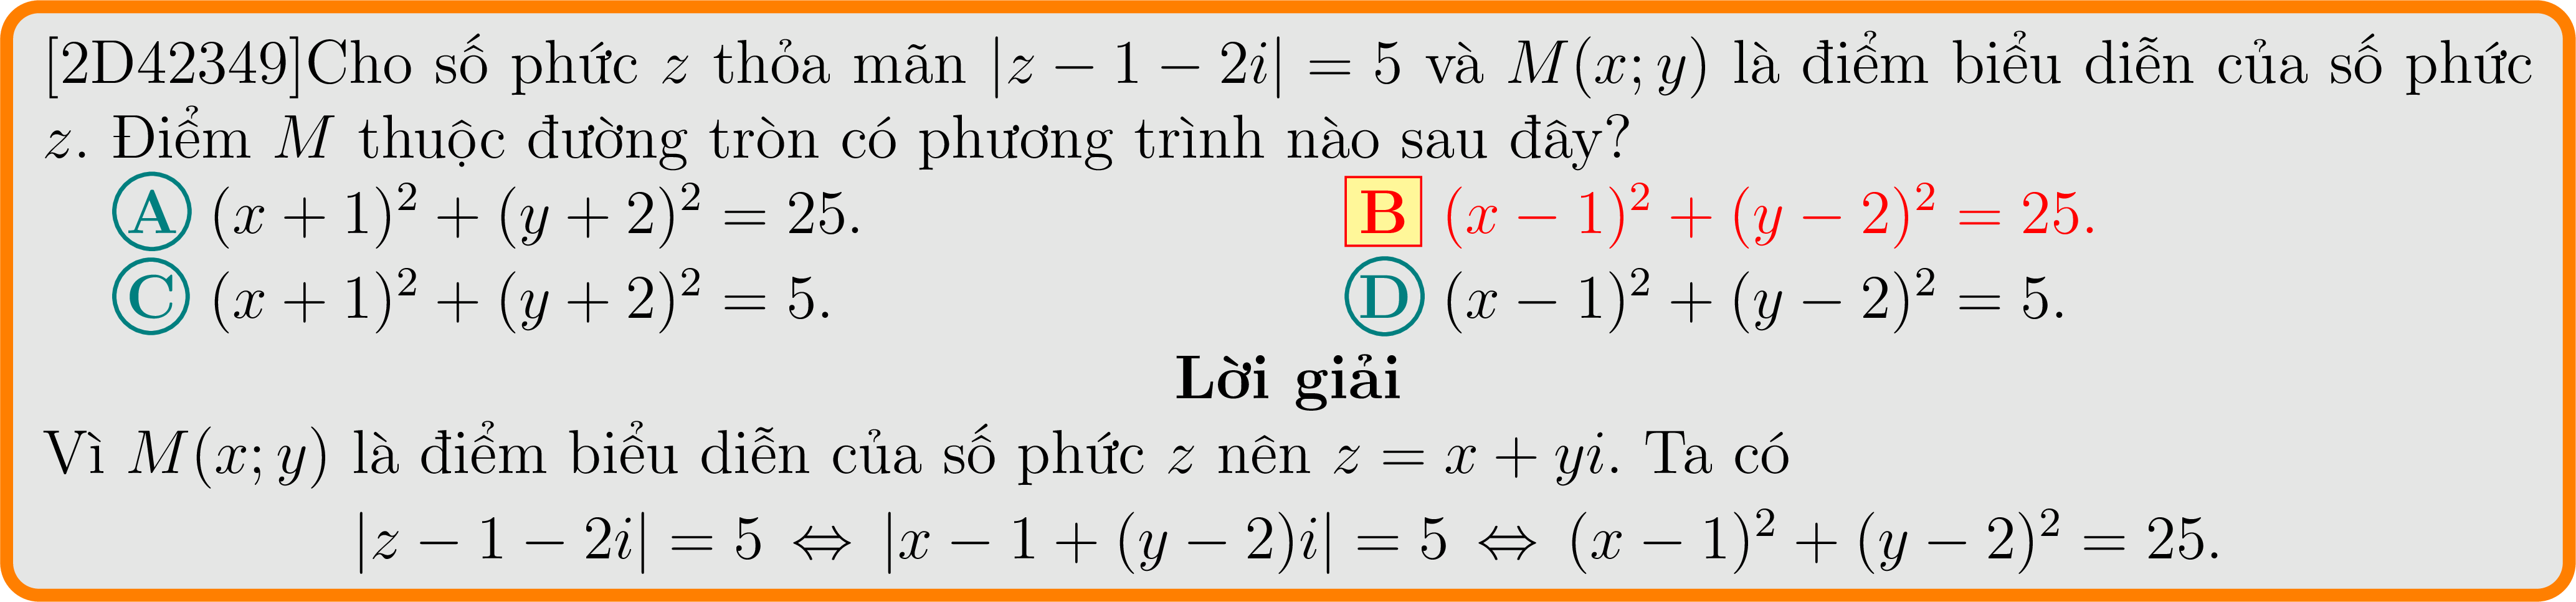 [2D42349]Cho số phức z thỏa mãn |z − 1 − 2i| = 5 và M(x; y) là điểm biểu diễn của số phức
z. Điểm M thuộc đường tròn có phương trình nào sau đây?
A (x + 1)² + (y + 2)² = 25. B (x − 1)² + (y − 2)² = 25.
C (x + 1)² + (y + 2)² = 5. D (x − 1)² + (y − 2)² = 5.
Lời giải
Vì M(x; y) là điểm biểu diễn của số phức z nên z = x + yi. Ta có
|z − 1 − 2i| = 5 ⇔ |x − 1 + (y − 2)i| = 5 ⇔ (x − 1)² + (y − 2)² = 25.